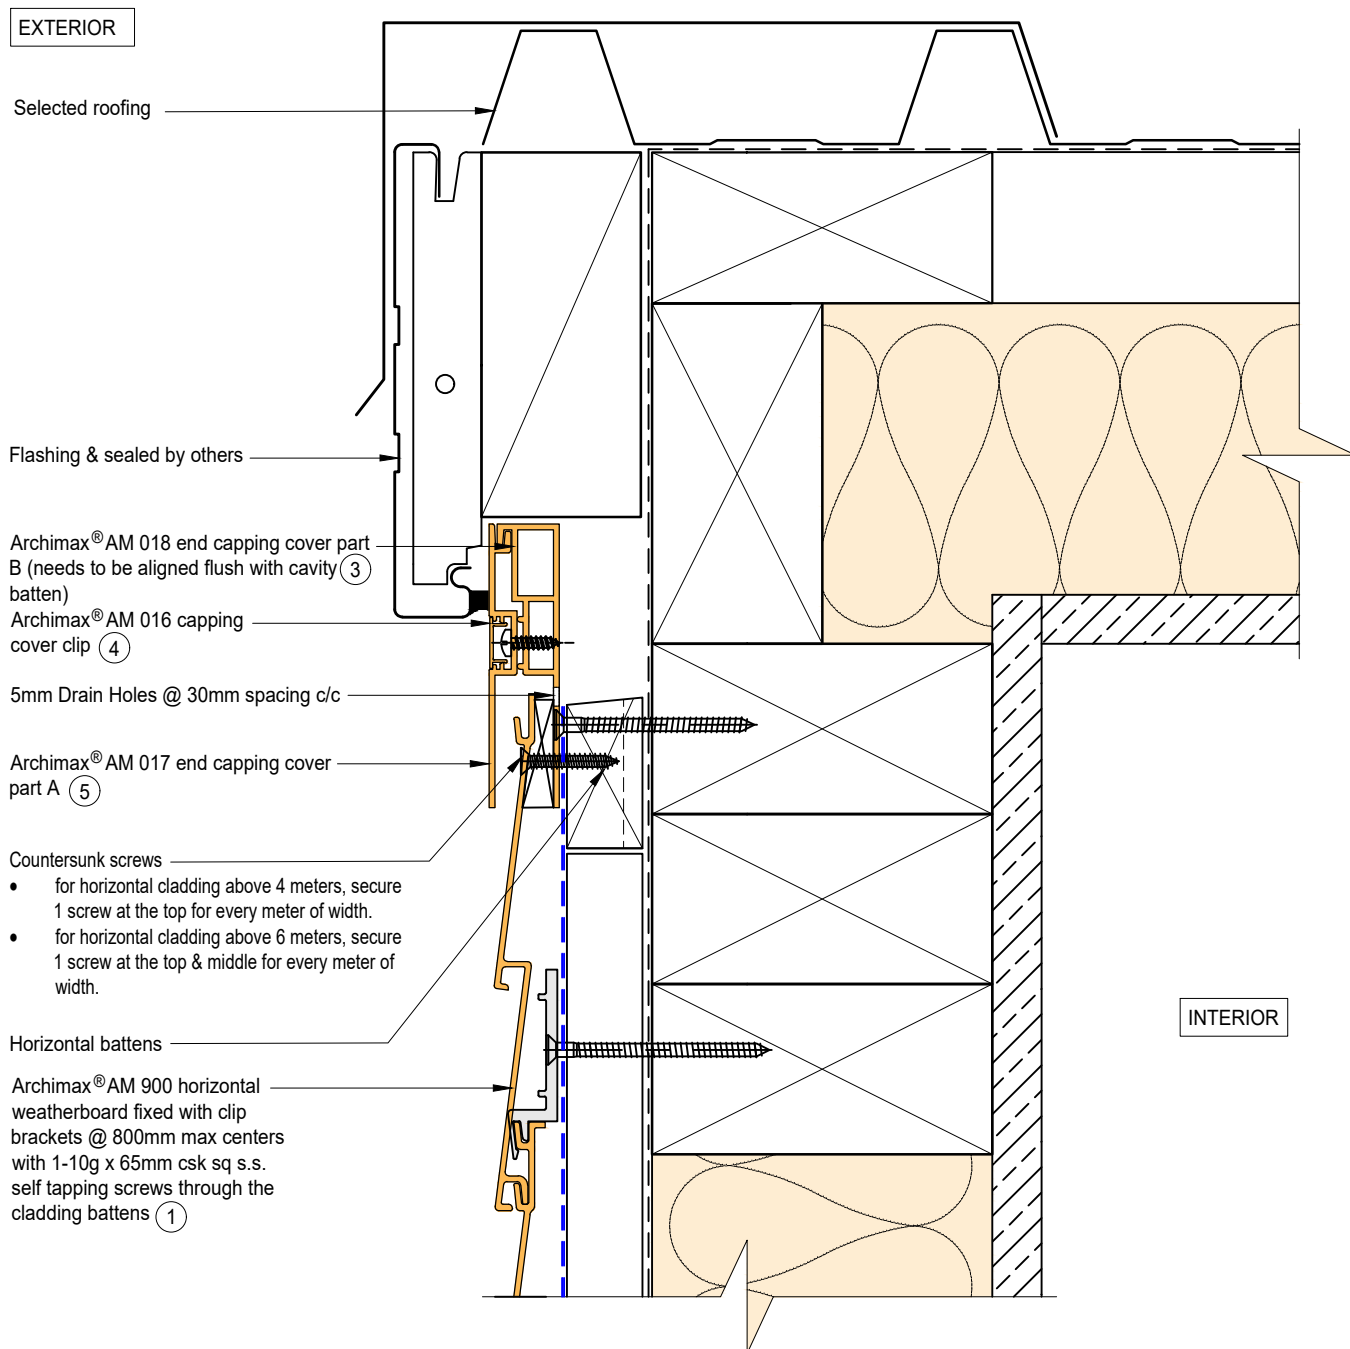 EXTERIOR
Selected roofing
Flashing & sealed by others
Archimax® AM 018 end capping cover part
B (needs to be aligned flush with cavity 3
batten)
Archimax® AM 016 capping
cover clip 4
5mm Drain Holes @ 30mm spacing c/c
Archimax® AM 017 end capping cover
part A 5
Countersunk screws
• for horizontal cladding above 4 meters, secure
1 screw at the top for every meter of width.
• for horizontal cladding above 6 meters, secure
1 screw at the top & middle for every meter of
width.
Horizontal battens
INTERIOR
Archimax® AM 900 horizontal
weatherboard fixed with clip
brackets @ 800mm max centers
with 1-10g x 65mm csk sq s.s.
self tapping screws through the
cladding battens 1